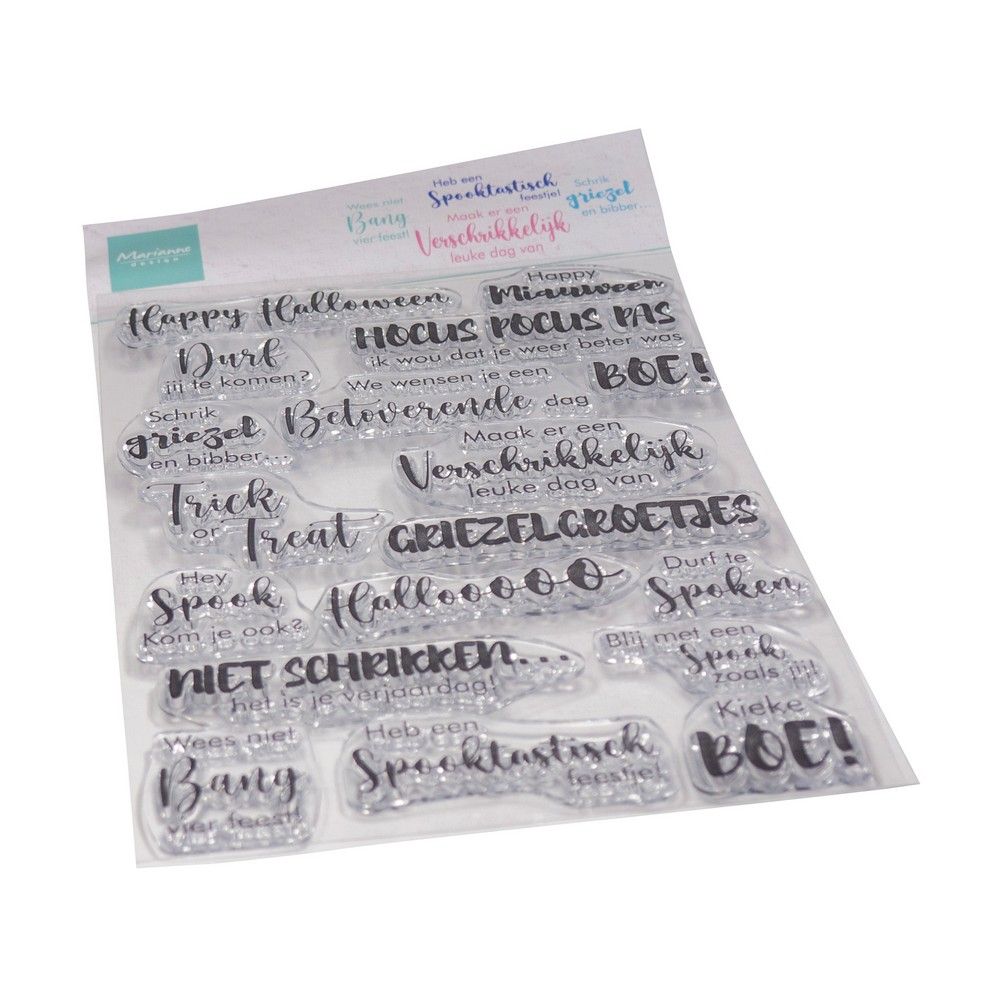 Marianne
design
Wees niet
Bang
vier feest!
Heb een
Spooktastisch
feestje!
Maak er een
Verschrikkelijk
leuke dag van
Schrik
griezel
en bibber...
Happy Halloween
Happy
Miauween
HOCUS POCUS PAS
ik wou dat je weer beter was
Durf
jij te komen?
We wensen je een
Betoverende dag
BOE!
Schrik
griezel
en bibber...
Maak er een
Verschrikkelijk
leuke dag van
Trick
or Treat
GRIEZELGROETJES
Hey
Spook
Kom je ook?
Hallooooo
Durf te
Spoken
NIET SCHRIKKEN...
het is je verjaardag!
Blij met een
Spook
zoals jij!
Wees niet
Bang
vier feest!
Heb een
Spooktastisch
feestje!
Kieke
BOE!